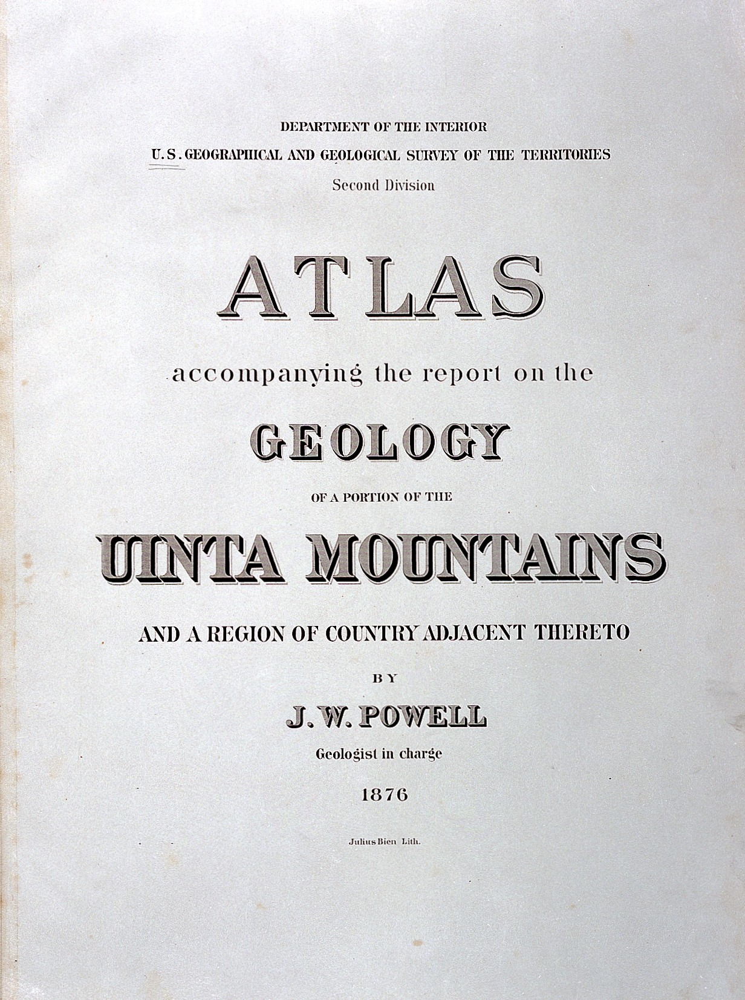 DEPARTMENT OF THE INTERIOR
U.S. GEOGRAPHICAL AND GEOLOGICAL SURVEY OF THE TERRITORIES
Second Division
ATLAS
accompanying the report on the
GEOLOGY
OF A PORTION OF THE
UINTA MOUNTAINS
AND A REGION OF COUNTRY ADJACENT THERETO
BY
J. W. POWELL
Geologist in charge
1876
Julius Bien Lith.